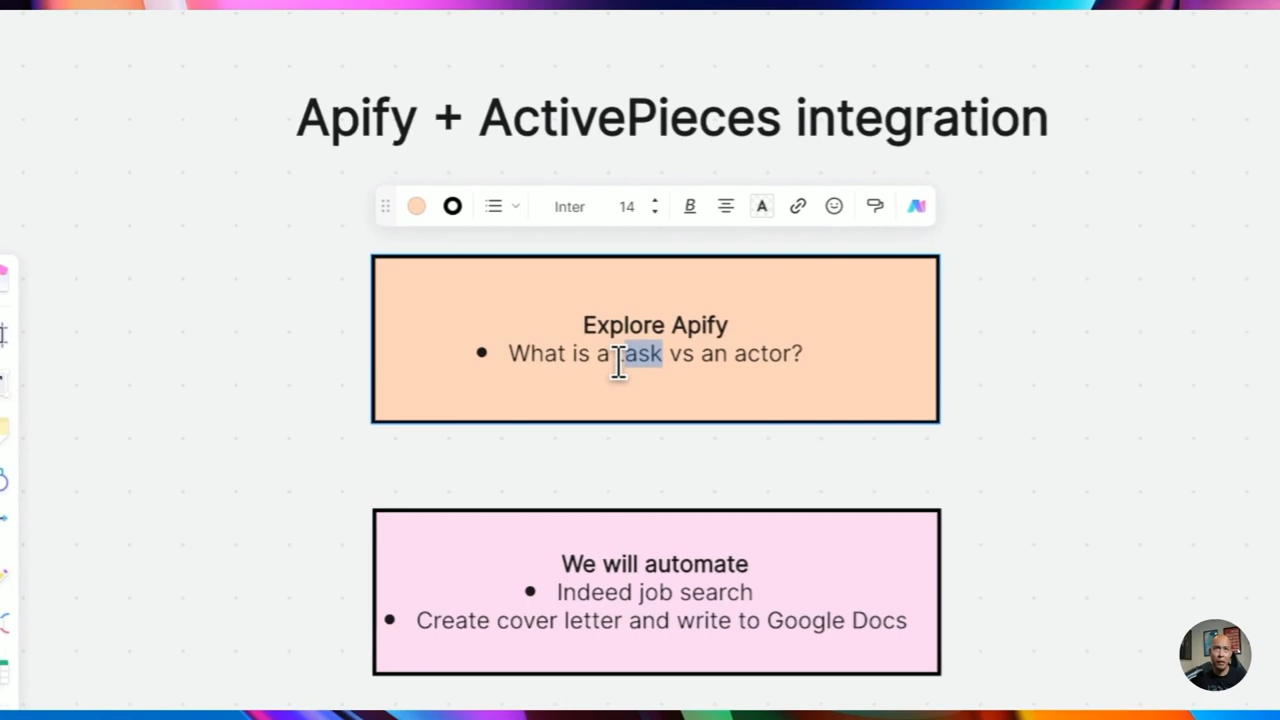 Apify + ActivePieces integration
Inter 14 B A
Explore Apify
• What is a task vs an actor?
We will automate
• Indeed job search
• Create cover letter and write to Google Docs